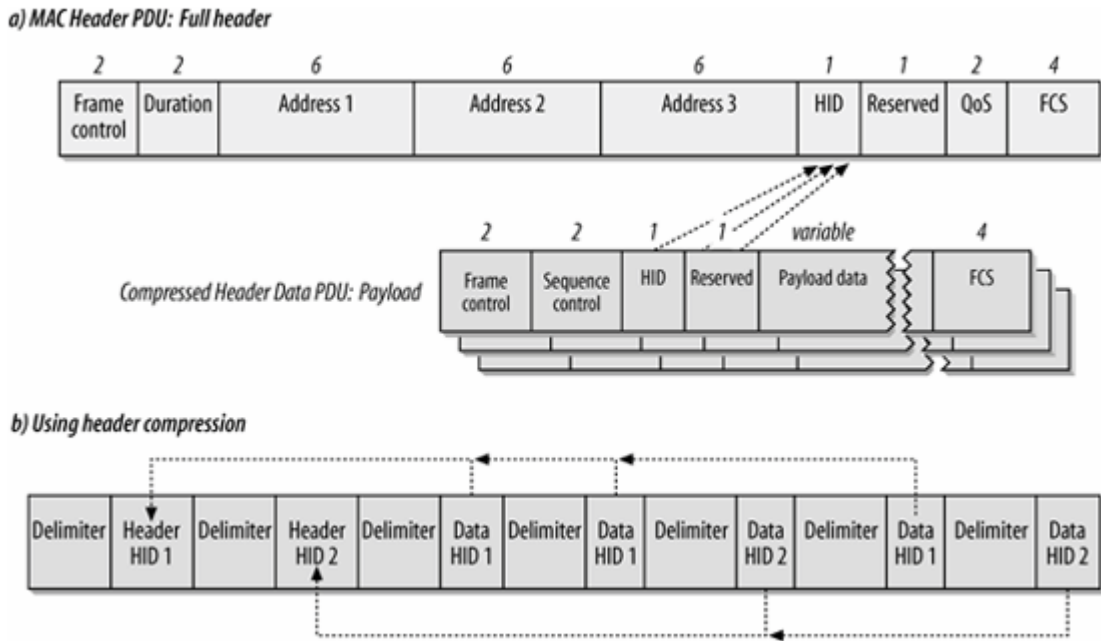 a) MAC Header PDU: Full header
2 2 6 6 6 1 1 2 4
Frame control Duration Address 1 Address 2 Address 3 HID Reserved QoS FCS
2 2 1 1 variable 4
Compressed Header Data PDU: Payload Frame control Sequence control HID Reserved Payload data FCS
b) Using header compression
Delimiter Header HID 1 Delimiter Header HID 2 Delimiter Data HID 1 Delimiter Data HID 1 Delimiter Data HID 2 Delimiter Data HID 1 Delimiter Data HID 2